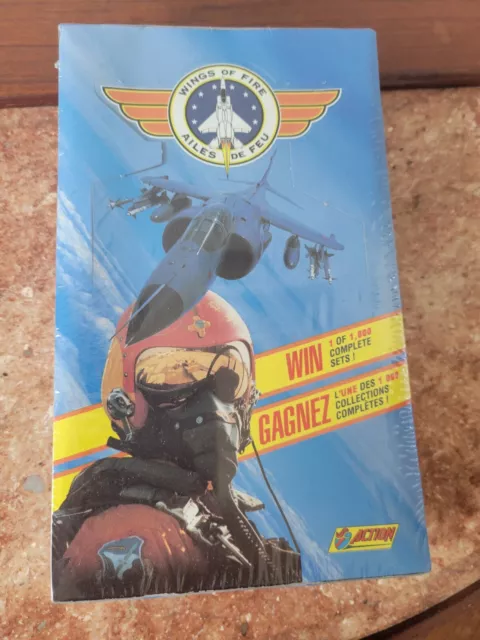 WINGS OF FIRE
AILES DE FEU
WIN
1 OF 1,000
COMPLETE
SETS !
GAGNEZ
L'UNE DES 1 000
COLLECTIONS
COMPLÈTES !
ACTION